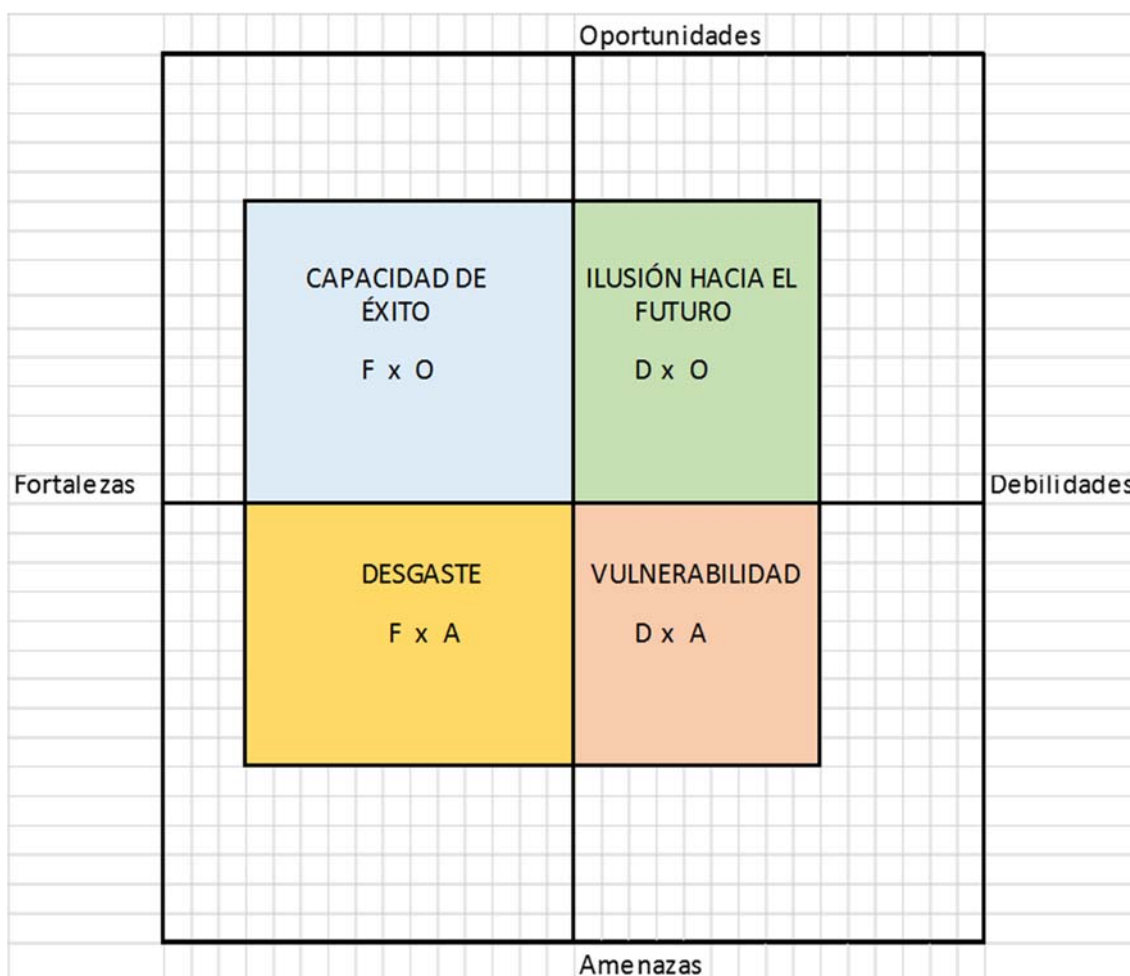 Oportunidades
CAPACIDAD DE
ÉXITO
F x O
ILUSIÓN HACIA EL
FUTURO
D x O
Fortalezas
Debilidades
DESGASTE
F x A
VULNERABILIDAD
D x A
Amenazas